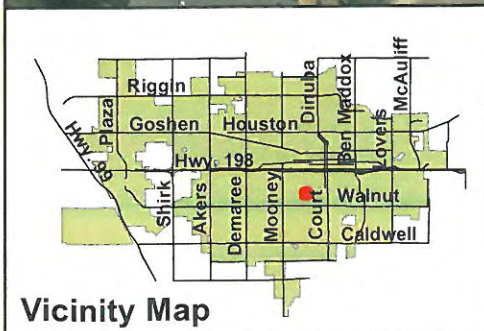 Riggin
Plaza
Dinuba
Ben Maddox
McAuliff
Goshen
Houston
Lovers
Hwy 99
Hwy 198
Shirk
Akers
Demaree
Mooney
Court
Walnut
Caldwell
Vicinity Map